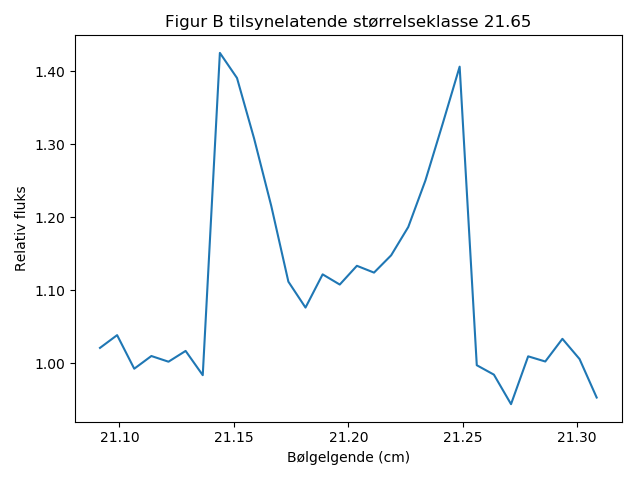 Figur B tilsynelatende størrelseklasse 21.65
1.40
1.30
1.20
1.10
1.00
Relativ fluks
21.10 21.15 21.20 21.25 21.30
Bølgelgende (cm)